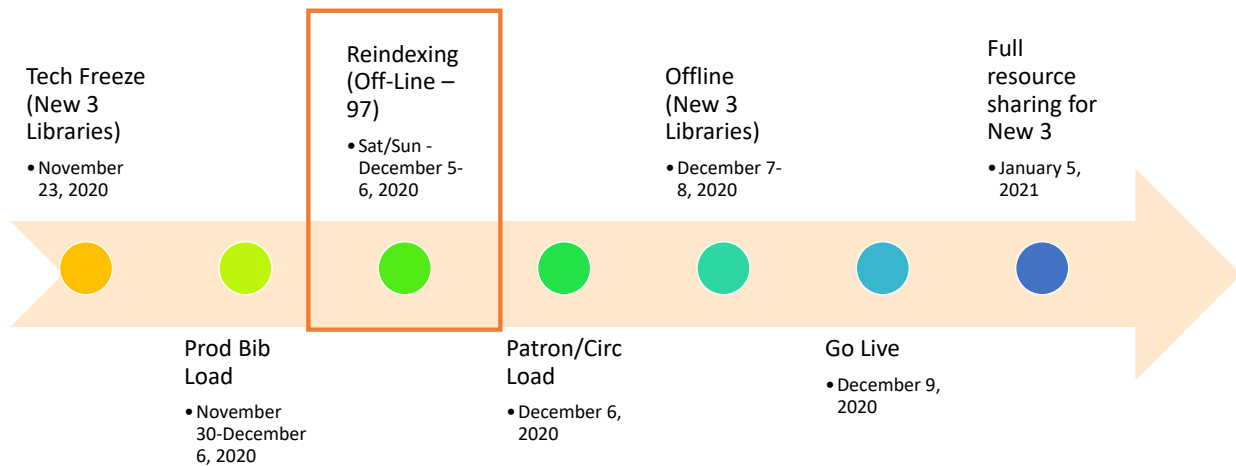 Tech Freeze
(New 3
Libraries)
• November
23, 2020
Prod Bib
Load
• November
30-December
6, 2020
Reindexing
(Off-Line –
97)
• Sat/Sun -
December 5-
6, 2020
Patron/Circ
Load
• December 6,
2020
Offline
(New 3
Libraries)
• December 7-
8, 2020
Go Live
• December 9,
2020
Full
resource
sharing for
New 3
• January 5,
2021